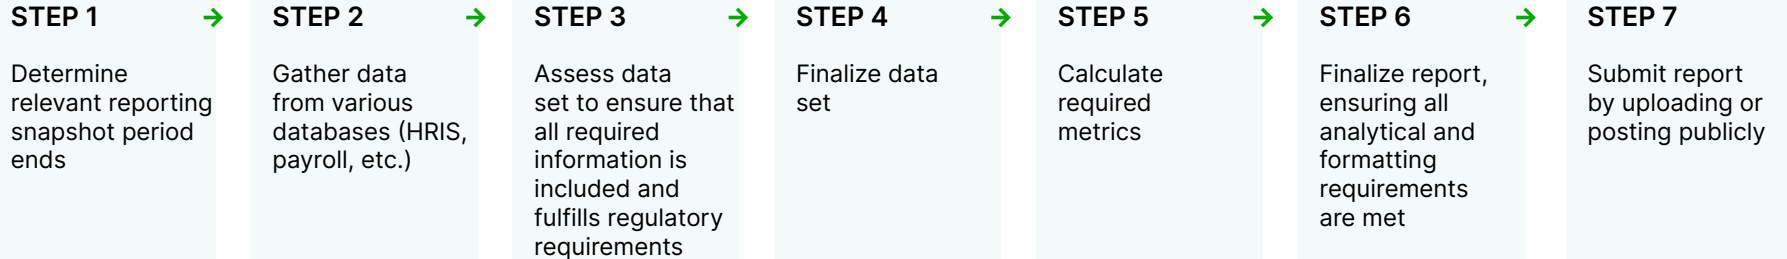 STEP 1
Determine
relevant reporting
snapshot period
ends
STEP 2
Gather data
from various
databases (HRIS,
payroll, etc.)
STEP 3
Assess data
set to ensure that
all required
information is
included and
fulfills regulatory
requirements
STEP 4
Finalize data
set
STEP 5
Calculate
required
metrics
STEP 6
Finalize report,
ensuring all
analytical and
formatting
requirements
are met
STEP 7
Submit report
by uploading or
posting publicly